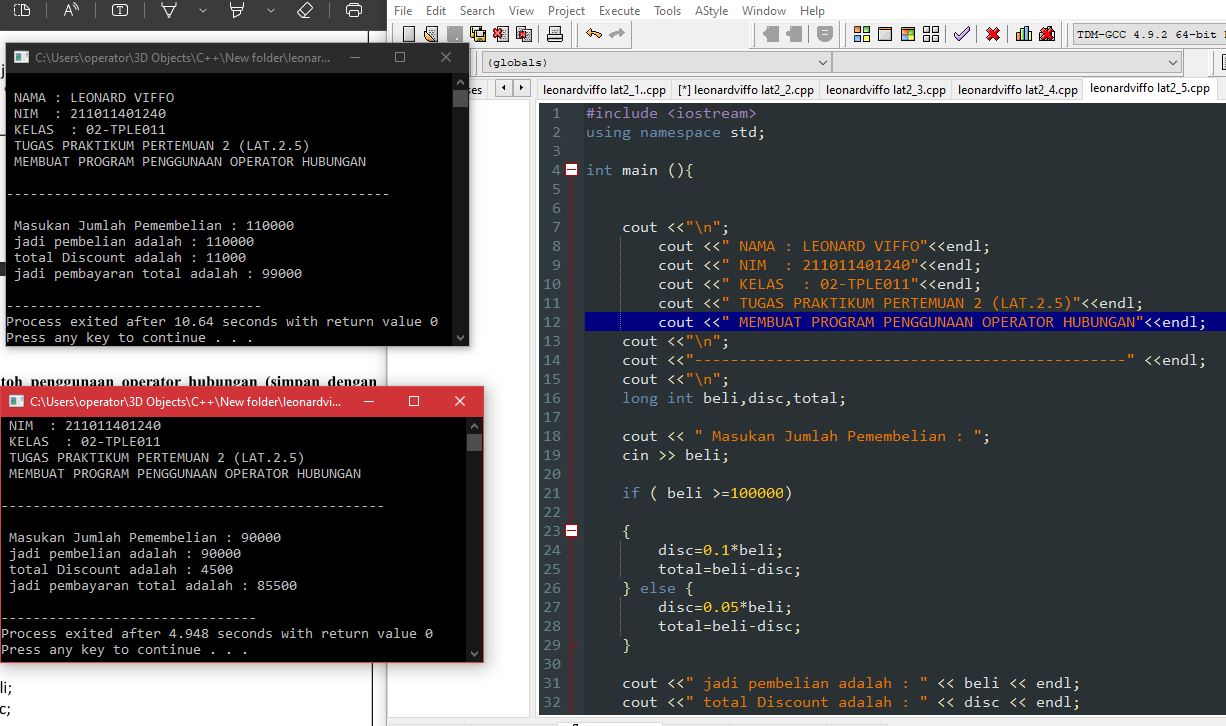 File Edit Search View Project Execute Tools AStyle Window Help
TDM-GCC 4.9.2 64-bit
(globals)
leonardviffo lat2_1..cpp [*] leonardviffo lat2_2.cpp leonardviffo lat2_3.cpp leonardviffo lat2_4.cpp leonardviffo lat2_5.cpp
C:\Users\operator\3D Objects\C++\New folder\leonar...
NAMA : LEONARD VIFFO
NIM  : 211011401240
KELAS  : 02-TPLE011
TUGAS PRAKTIKUM PERTEMUAN 2 (LAT.2.5)
MEMBUAT PROGRAM PENGGUNAAN OPERATOR HUBUNGAN
------------------------------------------------
Masukan Jumlah Pemembelian : 110000
jadi pembelian adalah : 110000
total Discount adalah : 11000
jadi pembayaran total adalah : 99000
--------------------------------
Process exited after 10.64 seconds with return value 0
Press any key to continue . . .
toh penggunaan operator hubungan (simpan dengan
C:\Users\operator\3D Objects\C++\New folder\leonardvi...
NIM  : 211011401240
KELAS  : 02-TPLE011
TUGAS PRAKTIKUM PERTEMUAN 2 (LAT.2.5)
MEMBUAT PROGRAM PENGGUNAAN OPERATOR HUBUNGAN
------------------------------------------------
Masukan Jumlah Pemembelian : 90000
jadi pembelian adalah : 90000
total Discount adalah : 4500
jadi pembayaran total adalah : 85500
--------------------------------
Process exited after 4.948 seconds with return value 0
Press any key to continue . . .
li;
c;
1 #include <iostream>
2 using namespace std;
3
4 int main (){
5
6
7 cout <<"\n";
8 cout <<" NAMA : LEONARD VIFFO"<<endl;
9 cout <<" NIM  : 211011401240"<<endl;
10 cout <<" KELAS  : 02-TPLE011"<<endl;
11 cout <<" TUGAS PRAKTIKUM PERTEMUAN 2 (LAT.2.5)"<<endl;
12 cout <<" MEMBUAT PROGRAM PENGGUNAAN OPERATOR HUBUNGAN"<<endl;
13 cout <<"\n";
14 cout <<"------------------------------------------------" <<endl;
15 cout <<"\n";
16 long int beli,disc,total;
17
18 cout << " Masukan Jumlah Pemembelian : ";
19 cin >> beli;
20
21 if ( beli >=100000)
22
23 {
24 disc=0.1*beli;
25 total=beli-disc;
26 } else {
27 disc=0.05*beli;
28 total=beli-disc;
29 }
30
31 cout <<" jadi pembelian adalah : " << beli << endl;
32 cout <<" total Discount adalah : " << disc << endl;